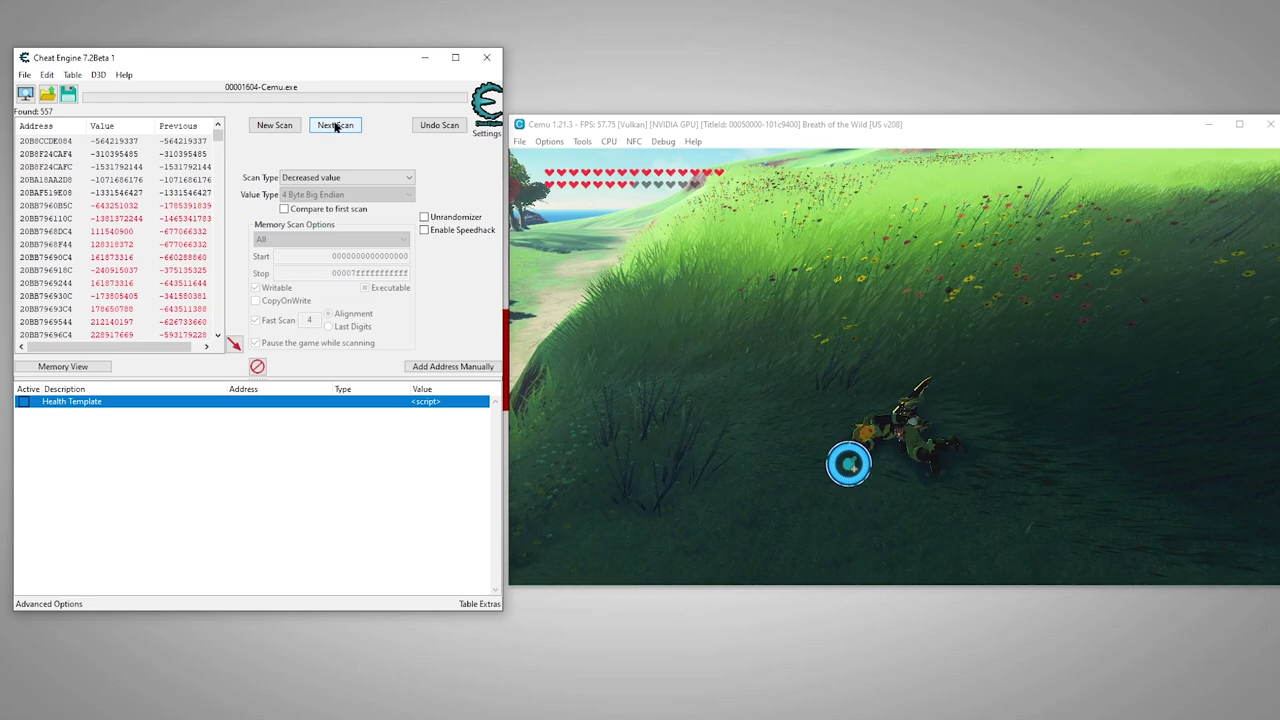 Cheat Engine 7.2Beta 1
File Edit Table D3D Help
00001604-Cemu.exe
Found: 557
Address Value Previous
20B8CCDE084 -564219337 -564219337
20B8F24CAF4 -310395485 -310395485
20B8F24CAFC -1531792144 -1531792144
20BA18AA2D8 -1071686176 -1071686176
20BAF519E08 -1331546427 -1331546427
20BB7960B5C -643251032 -1785391839
20BB796110C -1381372244 -1465341783
20BB7968DC4 111540900 -677066332
20BB7968F44 128318372 -677066332
20BB79690C4 161873316 -660288860
20BB796918C -240915037 -375135325
20BB7969244 161873316 -643511644
20BB796930C -173805405 -341580381
20BB79693C4 178650788 -643511388
20BB7969544 212140197 -626733660
20BB79696C4 228917669 -593179228
New Scan Next Scan Undo Scan
Settings
Scan Type Decreased value
Value Type 4 Byte Big Endian
Compare to first scan
Memory Scan Options
All
Start 0000000000000000
Stop 00007fffffffffff
Writable Executable
CopyOnWrite
Fast Scan 4 Alignment
Last Digits
Pause the game while scanning
Unrandomizer
Enable Speedhack
Memory View Add Address Manually
Active Description Address Type Value
Health Template <script>
Advanced Options Table Extras
Cemu 1.21.3 - FPS: 57.75 [Vulkan] [NVIDIA GPU] [TitleId: 00050000-101c9400] Breath of the Wild [US v208]
File Options Tools CPU NFC Debug Help